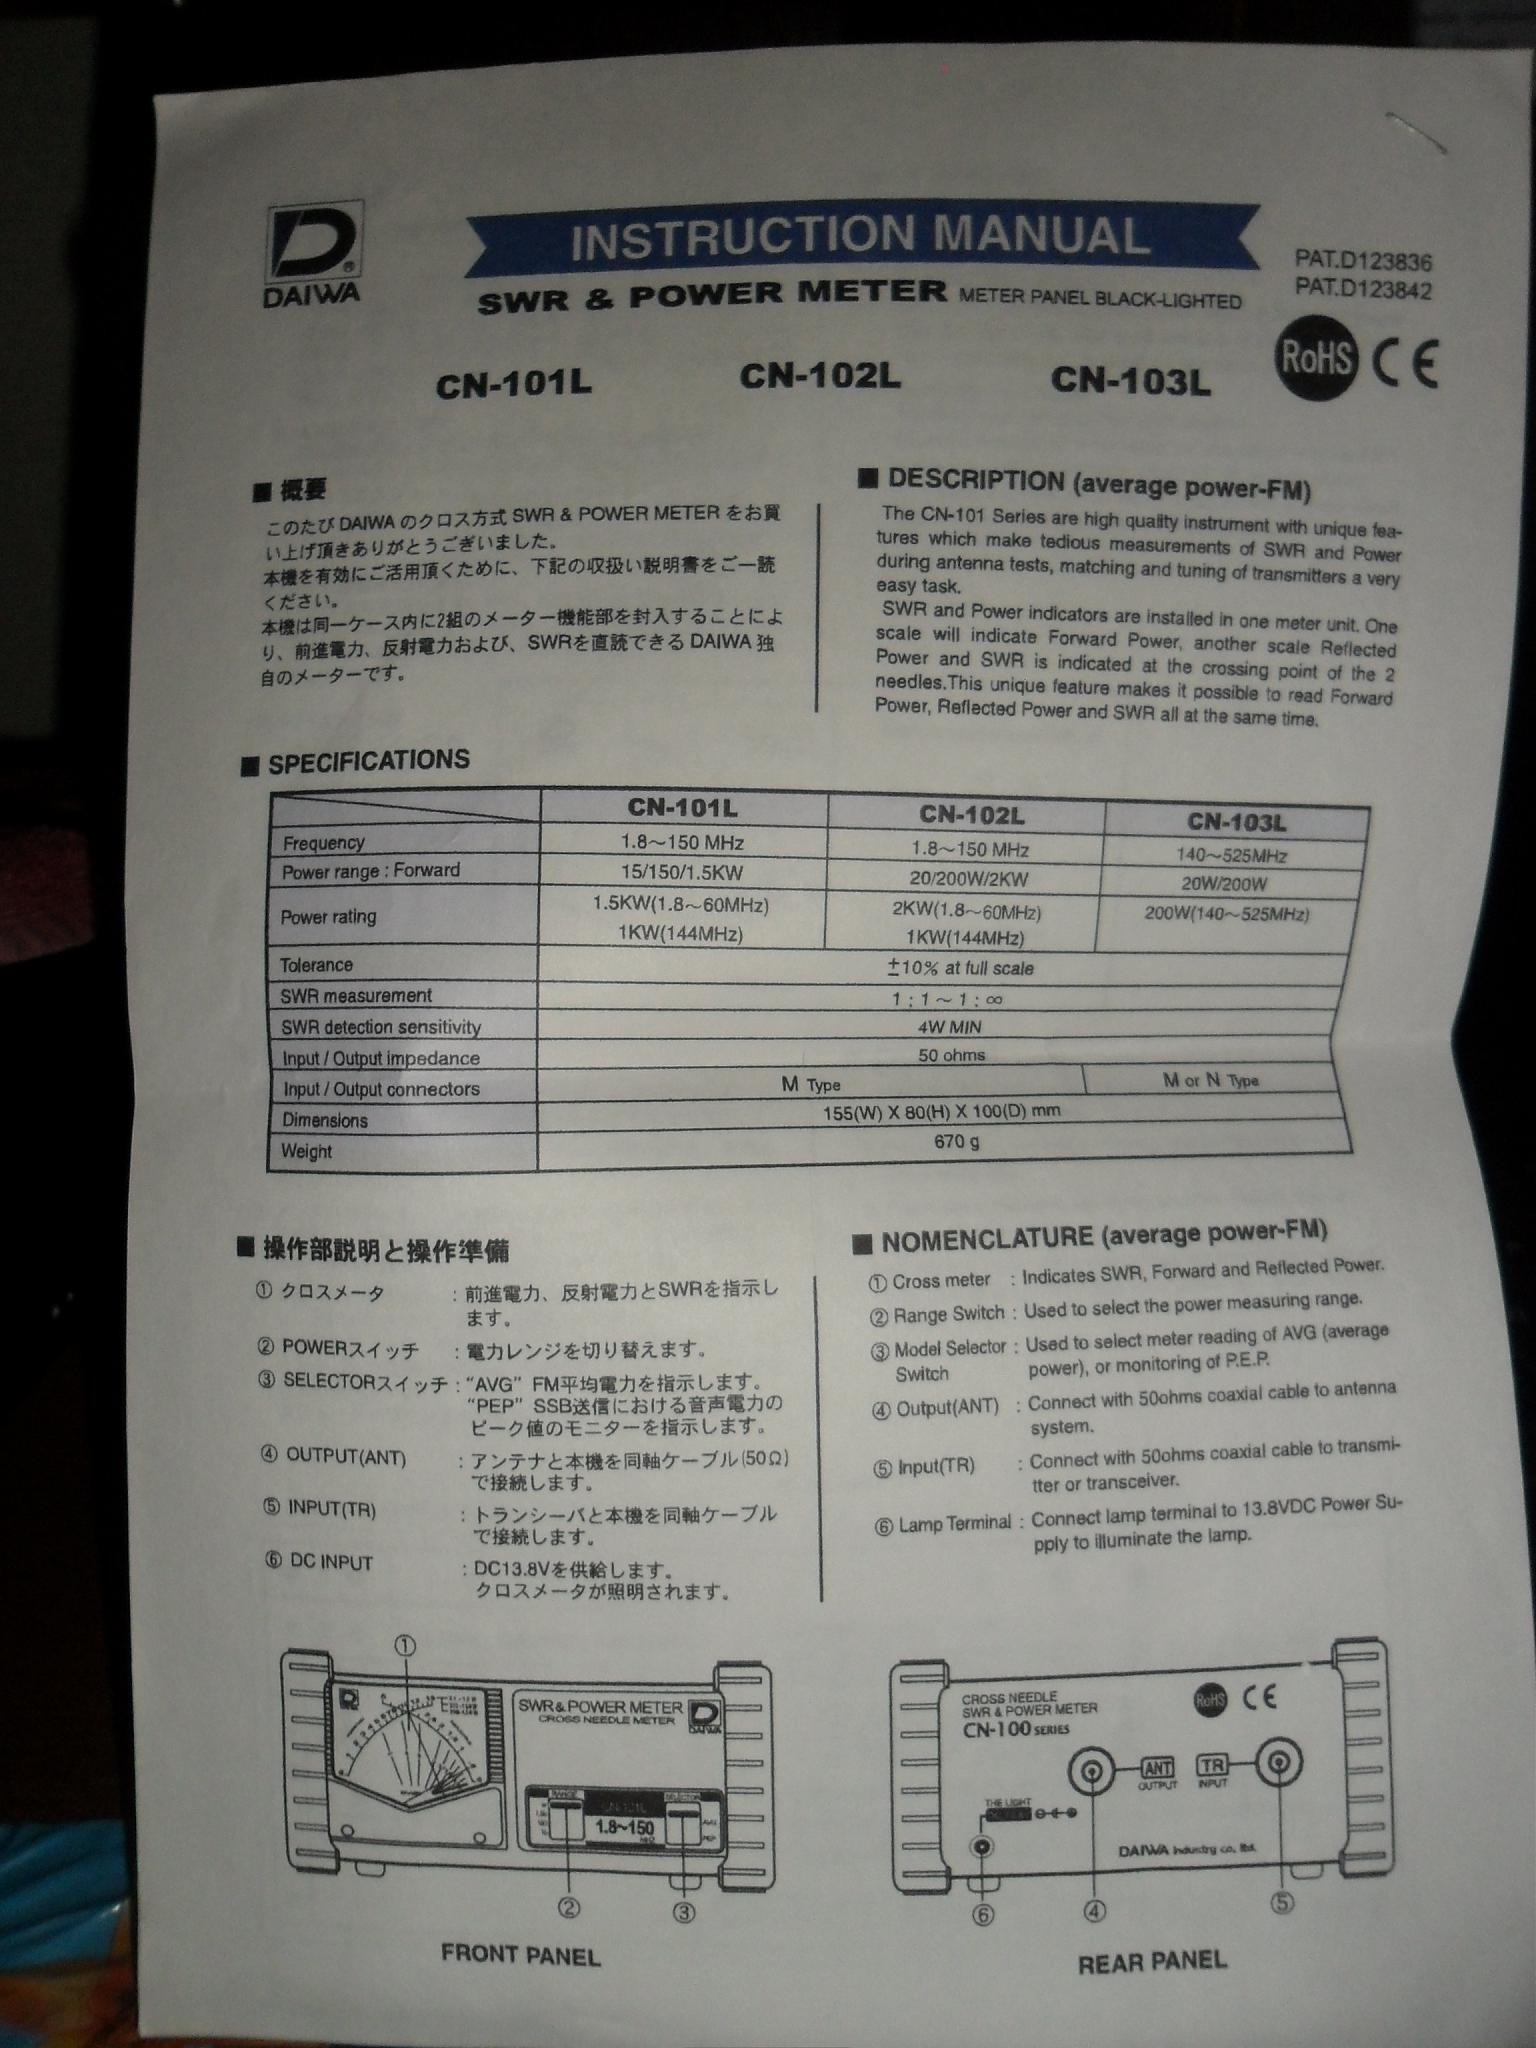 DAIWA
INSTRUCTION MANUAL
SWR & POWER METER METER PANEL BLACK-LIGHTED
PAT.D123836
PAT.D123842
RoHS CE
CN-101L CN-102L CN-103L
■ 概要
このたび DAIWA のクロス方式 SWR & POWER METER をお買
い上げ頂きありがとうございました。
本機を有効にご活用頂くために、下記の収扱い説明書をご一読
ください。
本機は同一ケース内に2組のメーター機能部を封入することによ
り、前進電力、反射電力および、SWRを直読できる DAIWA 独
自のメーターです。
■ DESCRIPTION (average power-FM)
The CN-101 Series are high quality instrument with unique fea-
tures which make tedious measurements of SWR and Power
during antenna tests, matching and tuning of transmitters a very
easy task.
SWR and Power indicators are installed in one meter unit. One
scale will indicate Forward Power, another scale Reflected
Power and SWR is indicated at the crossing point of the 2
needles.This unique feature makes it possible to read Forward
Power, Reflected Power and SWR all at the same time.
■ SPECIFICATIONS
CN-101L CN-102L CN-103L
Frequency 1.8～150 MHz 1.8～150 MHz 140～525MHz
Power range : Forward 15/150/1.5KW 20/200W/2KW 20W/200W
Power rating 1.5KW(1.8～60MHz) 2KW(1.8～60MHz) 200W(140～525MHz)
1KW(144MHz) 1KW(144MHz)
Tolerance ±10% at full scale
SWR measurement 1 : 1 ～ 1 : ∞
SWR detection sensitivity 4W MIN
Input / Output impedance 50 ohms
Input / Output connectors M Type M or N Type
Dimensions 155(W) X 80(H) X 100(D) mm
Weight 670 g
■ 操作部説明と操作準備
① クロスメータ : 前進電力、反射電力とSWRを指示し
ます。
② POWERスイッチ : 電力レンジを切り替えます。
③ SELECTORスイッチ : “AVG” FM平均電力を指示します。
“PEP” SSB送信における音声電力の
ピーク値のモニターを指示します。
④ OUTPUT(ANT) : アンテナと本機を同軸ケーブル(50Ω)
で接続します。
⑤ INPUT(TR) : トランシーバと本機を同軸ケーブル
で接続します。
⑥ DC INPUT : DC13.8Vを供給します。
クロスメータが照明されます。
■ NOMENCLATURE (average power-FM)
① Cross meter : Indicates SWR, Forward and Reflected Power.
② Range Switch : Used to select the power measuring range.
③ Model Selector : Used to select meter reading of AVG (average
Switch power), or monitoring of P.E.P.
④ Output(ANT) : Connect with 50ohms coaxial cable to antenna
system.
⑤ Input(TR) : Connect with 50ohms coaxial cable to transmi-
tter or transceiver.
⑥ Lamp Terminal : Connect lamp terminal to 13.8VDC Power Su-
pply to illuminate the lamp.
①
SWR & POWER METER
CROSS NEEDLE METER
DAIWA
RANGE CN-101L SELECTOR
1.8~150
MHz
AVG
PEP
② ③
FRONT PANEL
CROSS NEEDLE
SWR & POWER METER
CN-100 SERIES
RoHS CE
ANT TR
OUTPUT INPUT
THE LIGHT
DAIWA Industry co., ltd.
⑥ ④ ⑤
REAR PANEL